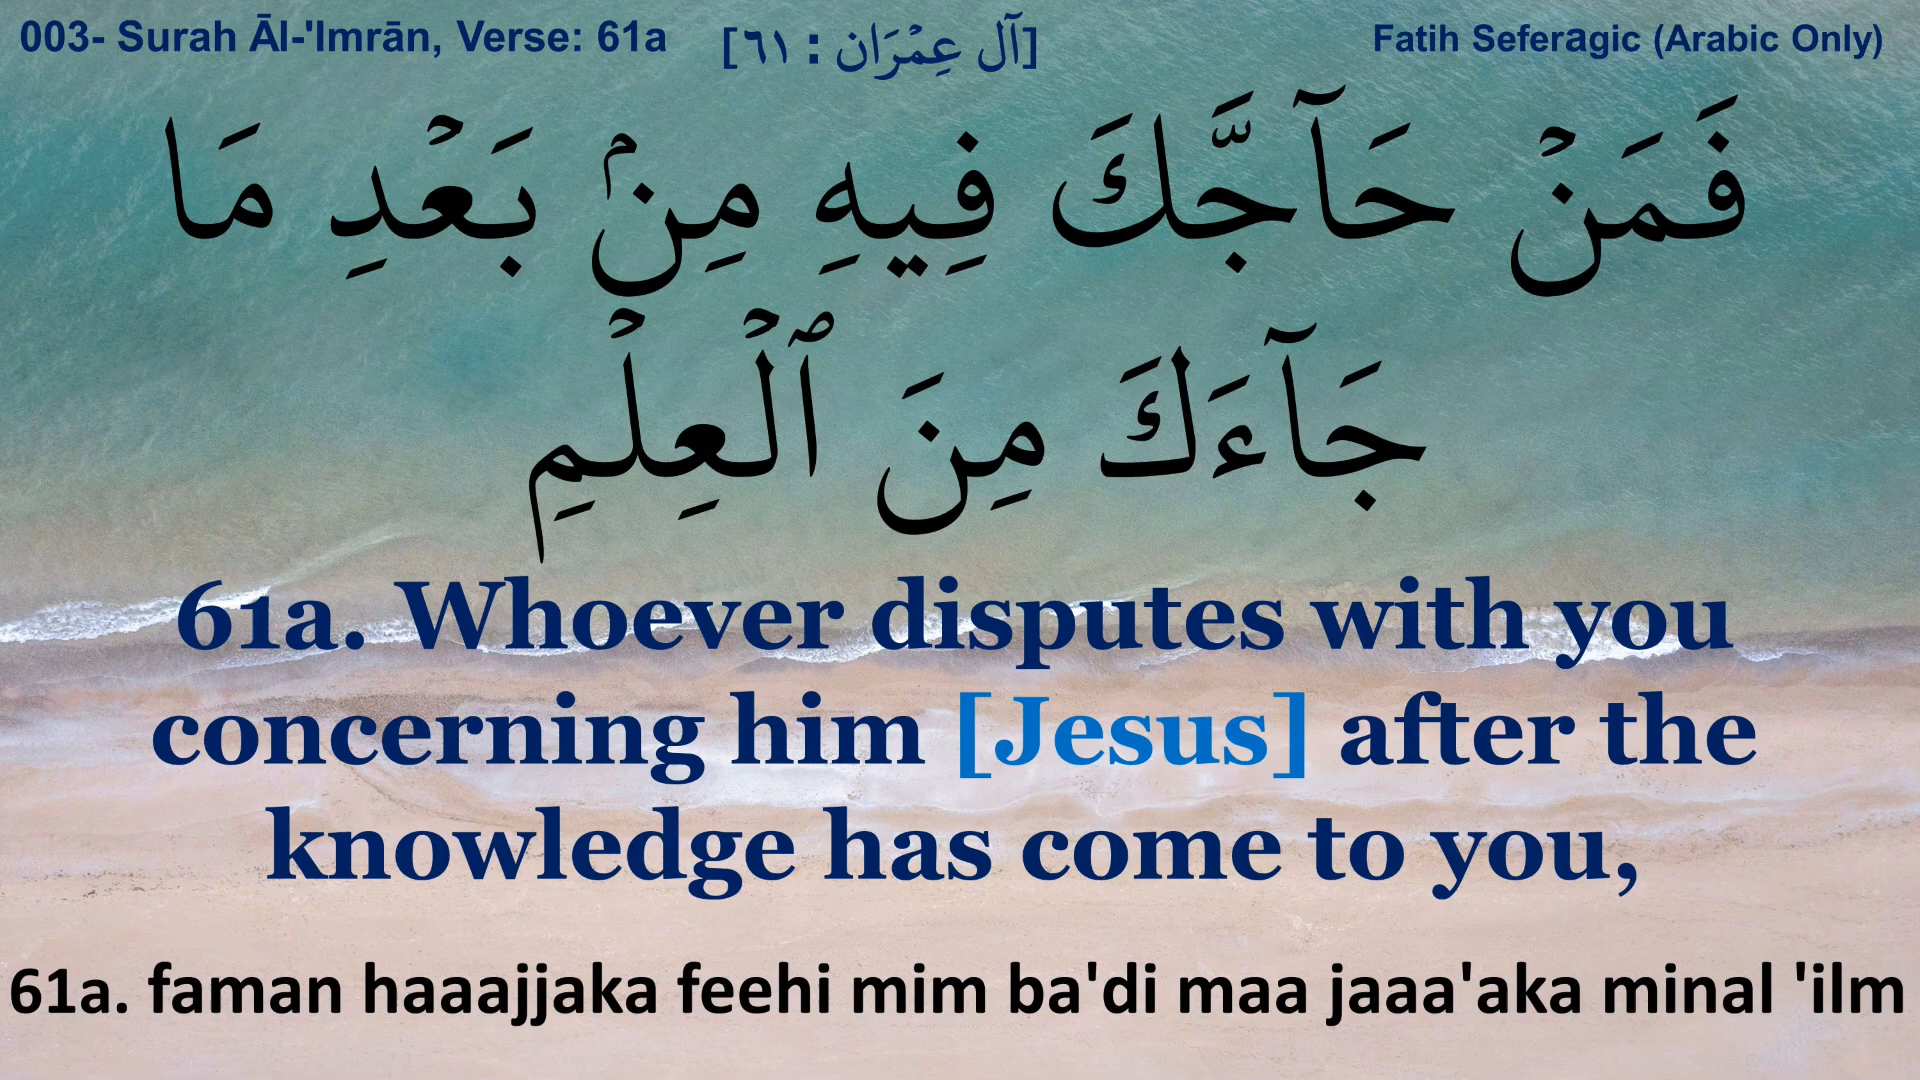 003- Surah Āl-'Imrān, Verse: 61a
[آل عِمْرَان : ٦١]
Fatih Seferagic (Arabic Only)
فَمَنْ حَآجَّكَ فِيهِ مِنۢ بَعْدِ مَا
جَآءَكَ مِنَ ٱلْعِلْمِ
61a. Whoever disputes with you
concerning him [Jesus] after the
knowledge has come to you,
61a. faman haaajjaka feehi mim ba'di maa jaaa'aka minal 'ilm